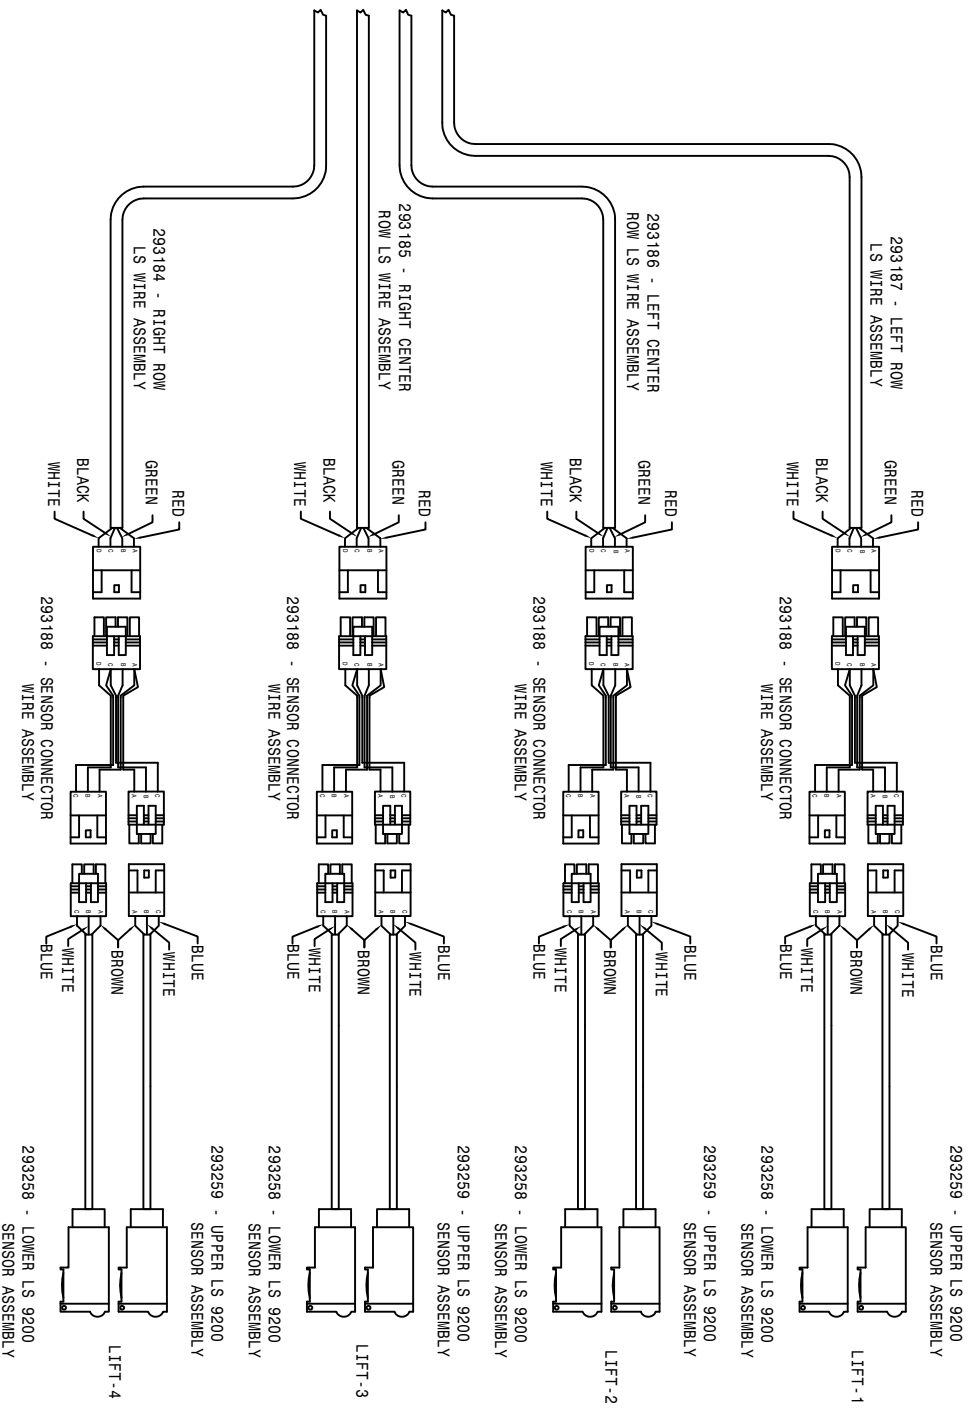 293187 - LEFT ROW
LS WIRE ASSEMBLY
RED
GREEN
BLACK
WHITE
A
B
C
D
A
B
C
D
293188 - SENSOR CONNECTOR
WIRE ASSEMBLY
C
B
A
A
B
C
C
B
A
A
B
C
BLUE
WHITE
BROWN
WHITE
BLUE
293259 - UPPER LS 9200
SENSOR ASSEMBLY
293258 - LOWER LS 9200
SENSOR ASSEMBLY
LIFT-1
293186 - LEFT CENTER
ROW LS WIRE ASSEMBLY
RED
GREEN
BLACK
WHITE
A
B
C
D
A
B
C
D
293188 - SENSOR CONNECTOR
WIRE ASSEMBLY
C
B
A
A
B
C
C
B
A
A
B
C
BLUE
WHITE
BROWN
WHITE
BLUE
293259 - UPPER LS 9200
SENSOR ASSEMBLY
293258 - LOWER LS 9200
SENSOR ASSEMBLY
LIFT-2
293185 - RIGHT CENTER
ROW LS WIRE ASSEMBLY
RED
GREEN
BLACK
WHITE
A
B
C
D
A
B
C
D
293188 - SENSOR CONNECTOR
WIRE ASSEMBLY
C
B
A
A
B
C
C
B
A
A
B
C
BLUE
WHITE
BROWN
WHITE
BLUE
293259 - UPPER LS 9200
SENSOR ASSEMBLY
293258 - LOWER LS 9200
SENSOR ASSEMBLY
LIFT-3
293184 - RIGHT ROW
LS WIRE ASSEMBLY
RED
GREEN
BLACK
WHITE
A
B
C
D
A
B
C
D
293188 - SENSOR CONNECTOR
WIRE ASSEMBLY
C
B
A
A
B
C
C
B
A
A
B
C
BLUE
WHITE
BROWN
WHITE
BLUE
293259 - UPPER LS 9200
SENSOR ASSEMBLY
293258 - LOWER LS 9200
SENSOR ASSEMBLY
LIFT-4